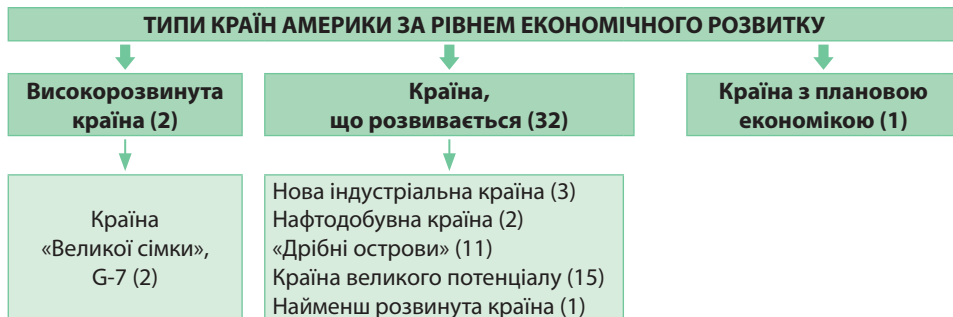 ТИПИ КРАЇН АМЕРИКИ ЗА РІВНЕМ ЕКОНОМІЧНОГО РОЗВИТКУ
Високорозвинута
країна (2)
Країна,
що розвивається (32)
Країна з плановою
економікою (1)
Країна
«Великої сімки»,
G-7 (2)
Нова індустріальна країна (3)
Нафтодобувна країна (2)
«Дрібні острови» (11)
Країна великого потенціалу (15)
Найменш розвинута країна (1)